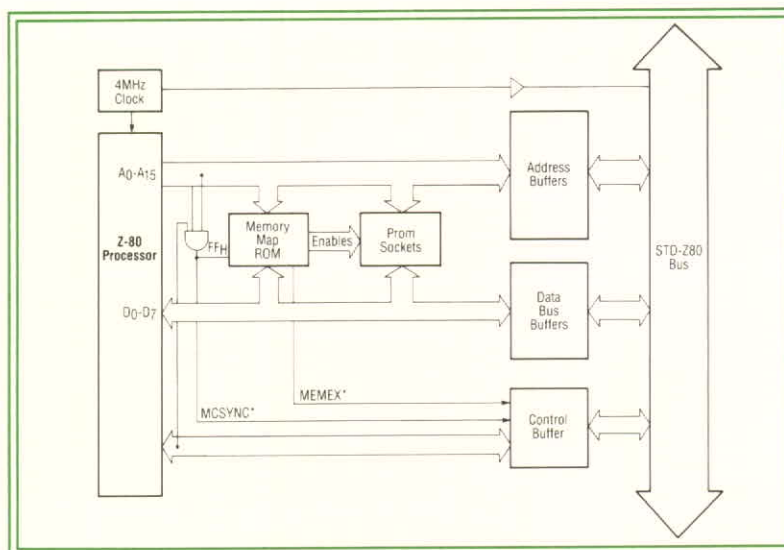 4MHz
Clock
A0-A15
Z-80
Processor
D0-D7
FFH
Memory
Map
ROM
Enables
Prom
Sockets
MEMEX*
MCSYNC*
Address
Buffers
Data
Bus
Buffers
Control
Buffer
STD-Z80
Bus